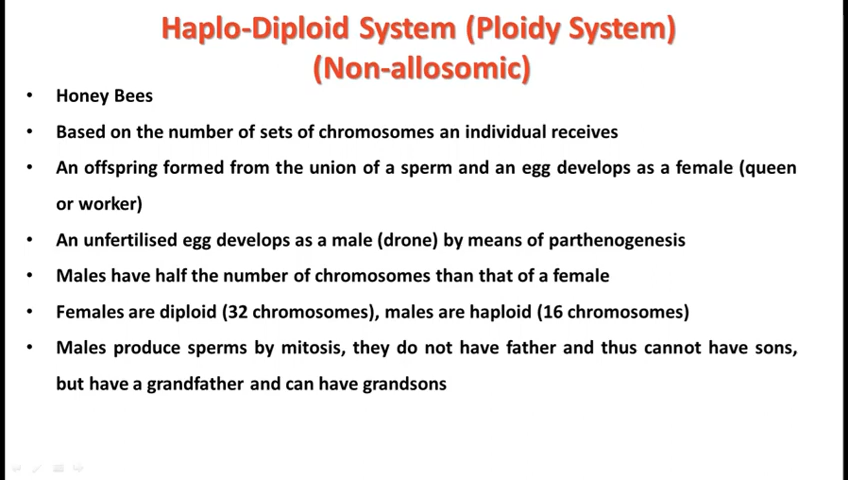 Haplo-Diploid System (Ploidy System)
(Non-allosomic)
• Honey Bees
• Based on the number of sets of chromosomes an individual receives
• An offspring formed from the union of a sperm and an egg develops as a female (queen
or worker)
• An unfertilised egg develops as a male (drone) by means of parthenogenesis
• Males have half the number of chromosomes than that of a female
• Females are diploid (32 chromosomes), males are haploid (16 chromosomes)
• Males produce sperms by mitosis, they do not have father and thus cannot have sons,
but have a grandfather and can have grandsons